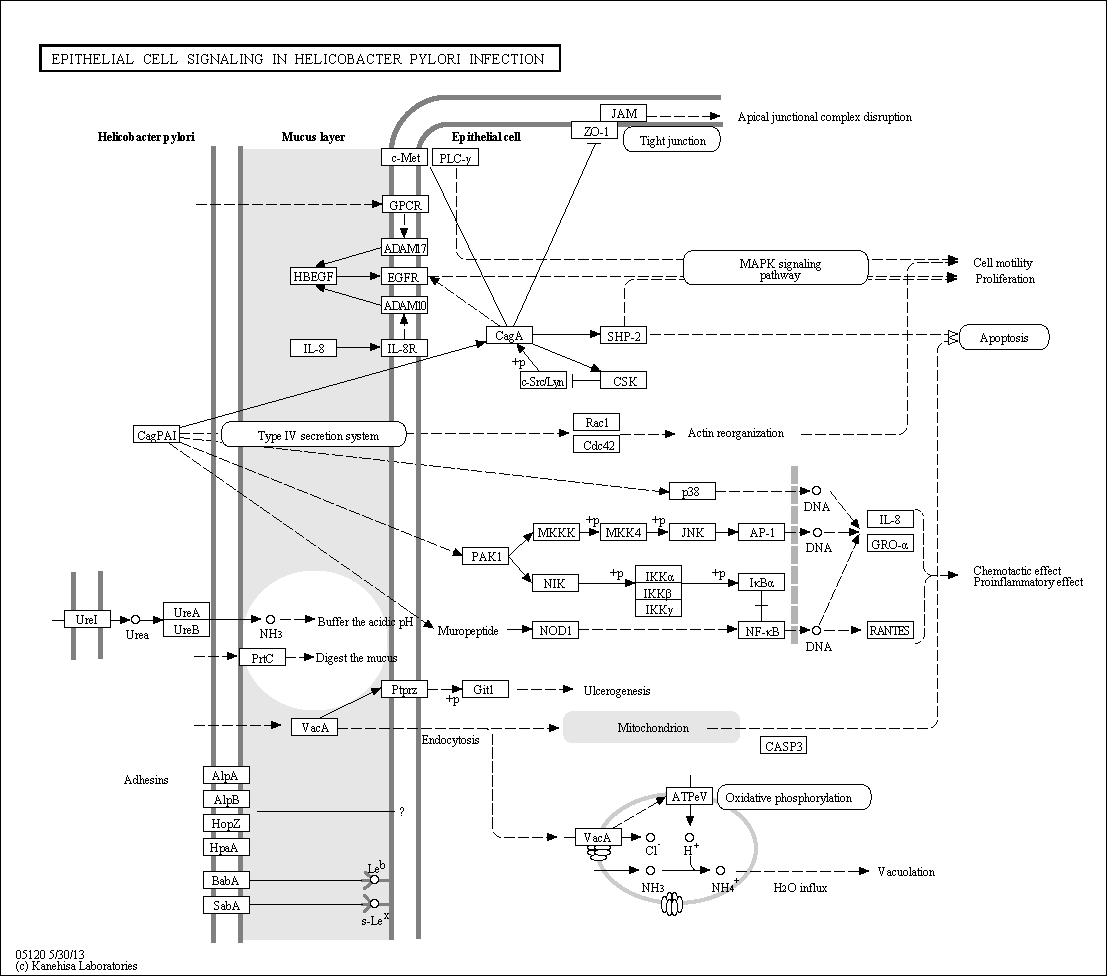 EPITHELIAL CELL SIGNALING IN HELICOBACTER PYLORI INFECTION
Helicobacter pylori
Mucus layer
Epithelial cell
JAM
ZO-1
Tight junction
Apical junctional complex disruption
c-Met
PLC-γ
GPCR
ADAM17
HBEGF
EGFR
ADAM10
IL-8
IL-8R
MAPK signaling
pathway
Cell motility
Proliferation
CagA
SHP-2
Apoptosis
+p
c-Src/Lyn
CSK
CagPAI
Type IV secretion system
Rac1
Cdc42
Actin reorganization
p38
DNA
PAK1
MKKK
+p
MKK4
+p
JNK
AP-1
DNA
IL-8
GRO-α
NIK
+p
IKKα
IKKβ
IKKγ
+p
IκBα
Chemotactic effect
Proinflammatory effect
UreI
Urea
UreA
UreB
NH3
Buffer the acidic pH
Muropeptide
NOD1
NF-κB
DNA
RANTES
PrtC
Digest the mucus
Ptprz
+p
Git1
Ulcerogenesis
VacA
Endocytosis
Mitochondrion
CASP3
Adhesins
AlpA
AlpB
HopZ
HpaA
BabA
SabA
?
Le b
s-Le x
ATPeV
Oxidative phosphorylation
VacA
Cl-
H+
NH3
NH4+
H2O influx
Vacuolation
05120 5/30/13
(c) Kanehisa Laboratories